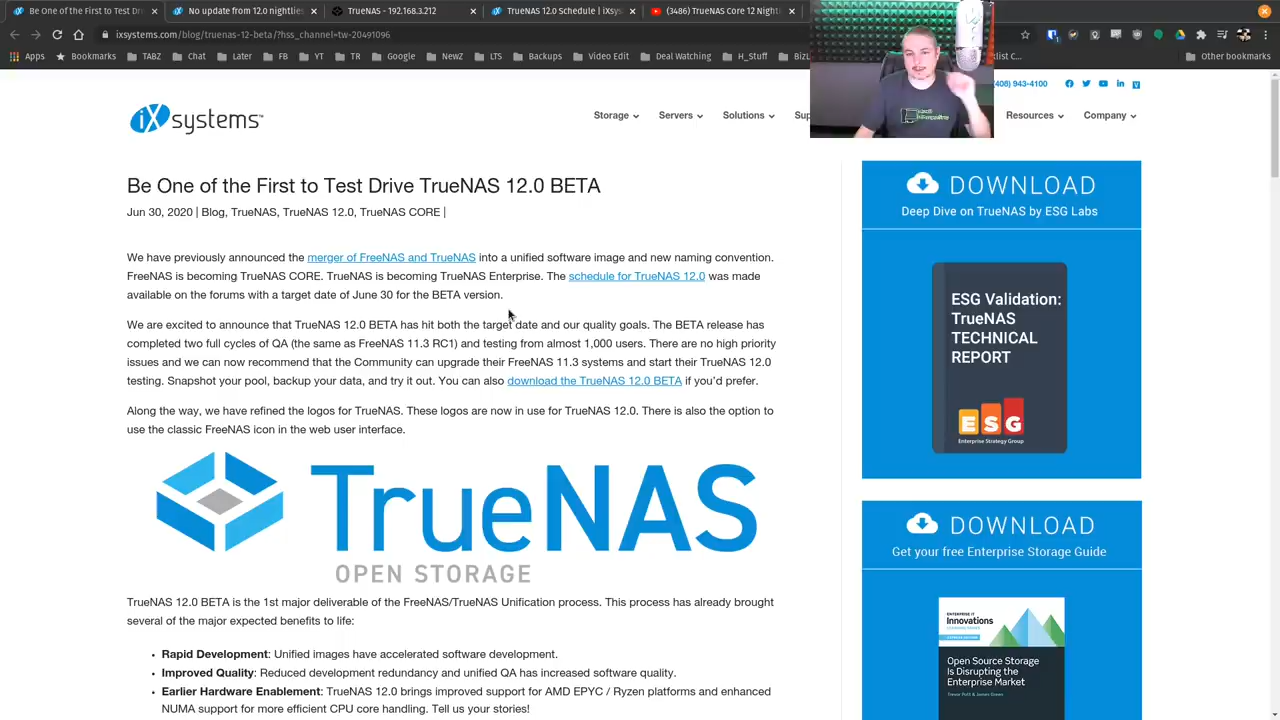 Be One of the First to Test Dri
No update from 12-nightly
TrueNAS - 192.168.3.212
TrueNAS 12.0 Schedule | iXsys
(3486) TrueNAS Core 12 Nightl
Apps
Bookmarks
YT
TR
LTS
Backups
Video Edit
Deal Watching
H_Stuff
Other bookmarks
(408) 943-4100
iXsystems
Storage
Servers
Solutions
Resources
Company
Be One of the First to Test Drive TrueNAS 12.0 BETA
Jun 30, 2020 | Blog, TrueNAS, TrueNAS 12.0, TrueNAS CORE |
We have previously announced the merger of FreeNAS and TrueNAS into a unified software image and new naming convention.
FreeNAS is becoming TrueNAS CORE. TrueNAS is becoming TrueNAS Enterprise. The schedule for TrueNAS 12.0 was made
available on the forums with a target date of June 30 for the BETA version.
We are excited to announce that TrueNAS 12.0 BETA has hit both the target date and our quality goals. The BETA release has
completed two full cycles of QA (the same as FreeNAS 11.3 RC1) and testing from almost 1,000 users. There are no high priority
issues and we can now recommend that the Community can upgrade their FreeNAS 11.3 systems and start their TrueNAS 12.0
testing. Snapshot your pool, backup your data, and try it out. You can also download the TrueNAS 12.0 BETA if you'd prefer.
Along the way, we have refined the logos for TrueNAS. These logos are now in use for TrueNAS 12.0. There is also the option to
use the classic FreeNAS icon in the web user interface.
TrueNAS
OPEN STORAGE
TrueNAS 12.0 BETA is the 1st major deliverable of the FreeNAS/TrueNAS Unification process. This process has already brought
several of the major expected benefits to life:
• Rapid Development: Unified images have accelerated software development.
• Improved Quality: Reduced development redundancy and unified QA has increased software quality.
• Earlier Hardware Enablement: TrueNAS 12.0 brings improved support for AMD EPYC / Ryzen platforms and enhanced
NUMA support for more efficient CPU core handling. Tell us your stories!
DOWNLOAD
Deep Dive on TrueNAS by ESG Labs
ESG Validation:
TrueNAS
TECHNICAL
REPORT
ESG
Enterprise Strategy Group
DOWNLOAD
Get your free Enterprise Storage Guide
ENTERPRISE IT
Innovations
Open Source Storage
Is Disrupting the
Enterprise Market
Trevor Pott & James Green